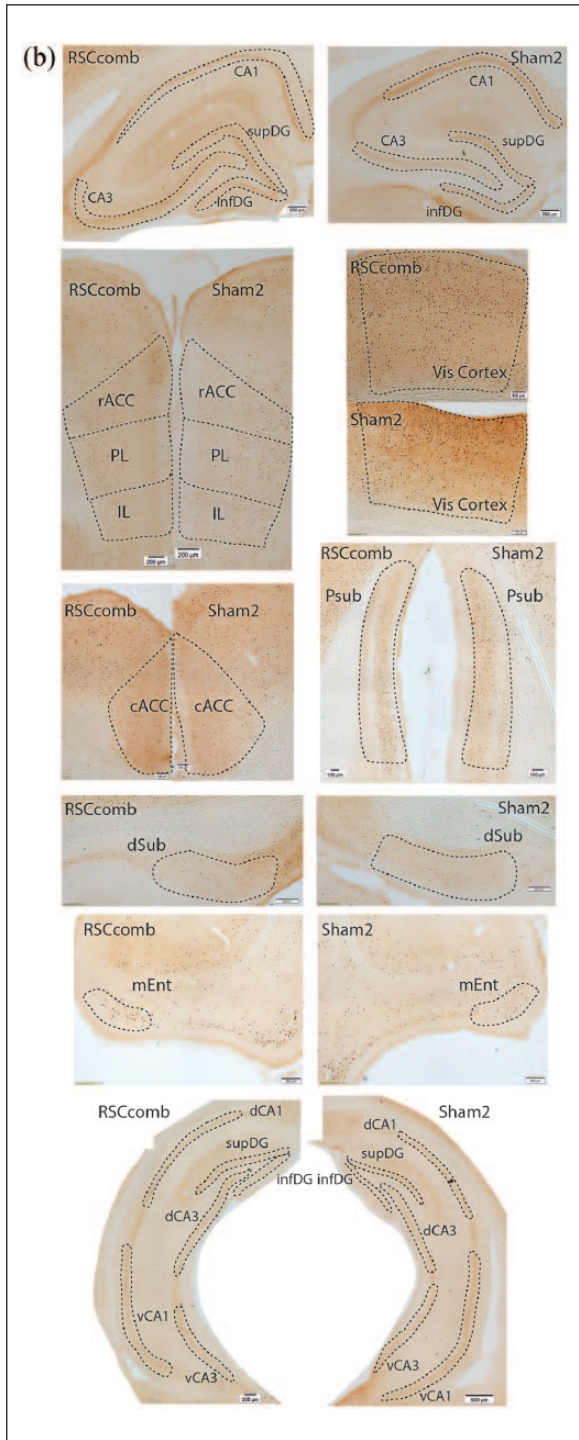 (b)
RSCcomb
CA1
supDG
CA3
infDG
Sham2
CA1
CA3
supDG
infDG
RSCcomb Sham2
rACC rACC
PL PL
IL IL
200 µm 200 µm
RSCcomb
Vis Cortex
Sham2
Vis Cortex
RSCcomb Sham2
cACC cACC
RSCcomb Sham2
Psub Psub
100 µm 100 µm
RSCcomb
dSub
Sham2
dSub
RSCcomb
mEnt
Sham2
mEnt
RSCcomb
dCA1
supDG
infDG
dCA3
vCA1
vCA3
200 µm
Sham2
dCA1
supDG
infDG
dCA3
vCA3
vCA1
500 µm